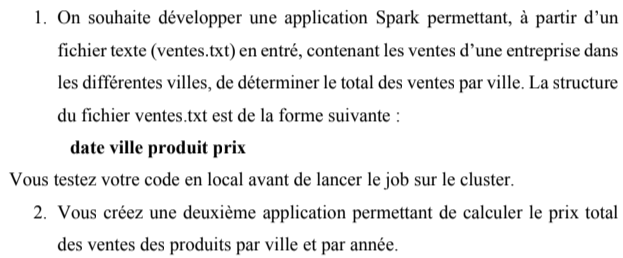 1. On souhaite développer une application Spark permettant, à partir d'un
fichier texte (ventes.txt) en entré, contenant les ventes d'une entreprise dans
les différentes villes, de déterminer le total des ventes par ville. La structure
du fichier ventes.txt est de la forme suivante :
date ville produit prix
Vous testez votre code en local avant de lancer le job sur le cluster.
2. Vous créez une deuxième application permettant de calculer le prix total
des ventes des produits par ville et par année.